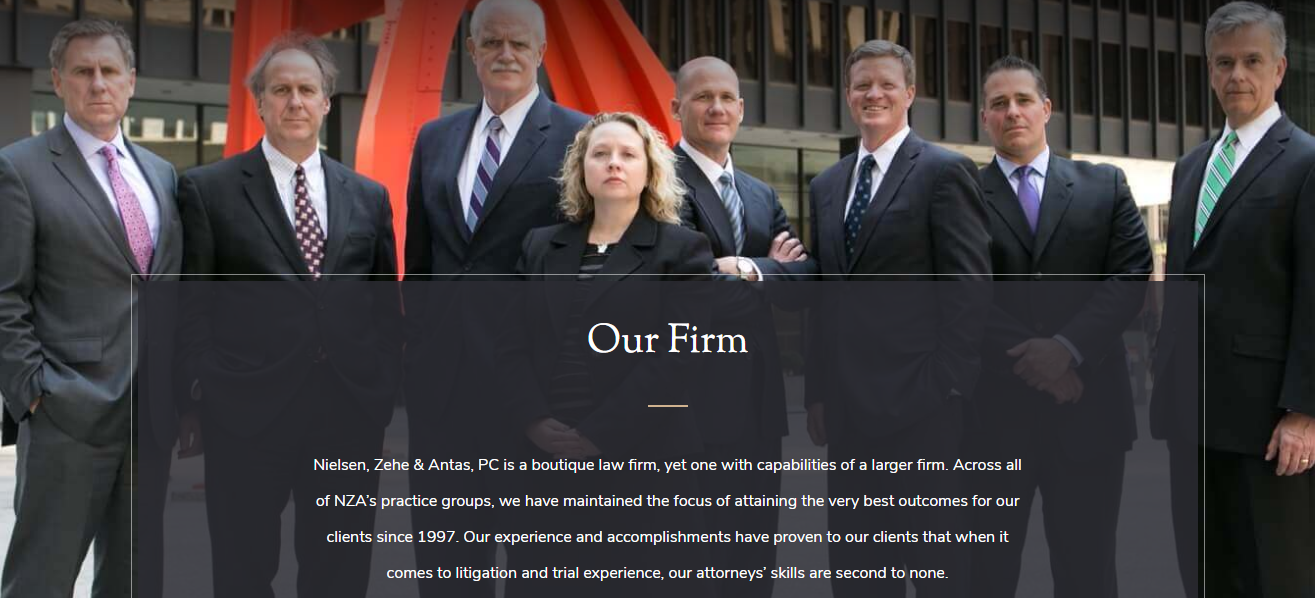 Our Firm
Nielsen, Zehe & Antas, PC is a boutique law firm, yet one with capabilities of a larger firm. Across all
of NZA’s practice groups, we have maintained the focus of attaining the very best outcomes for our
clients since 1997. Our experience and accomplishments have proven to our clients that when it
comes to litigation and trial experience, our attorneys’ skills are second to none.